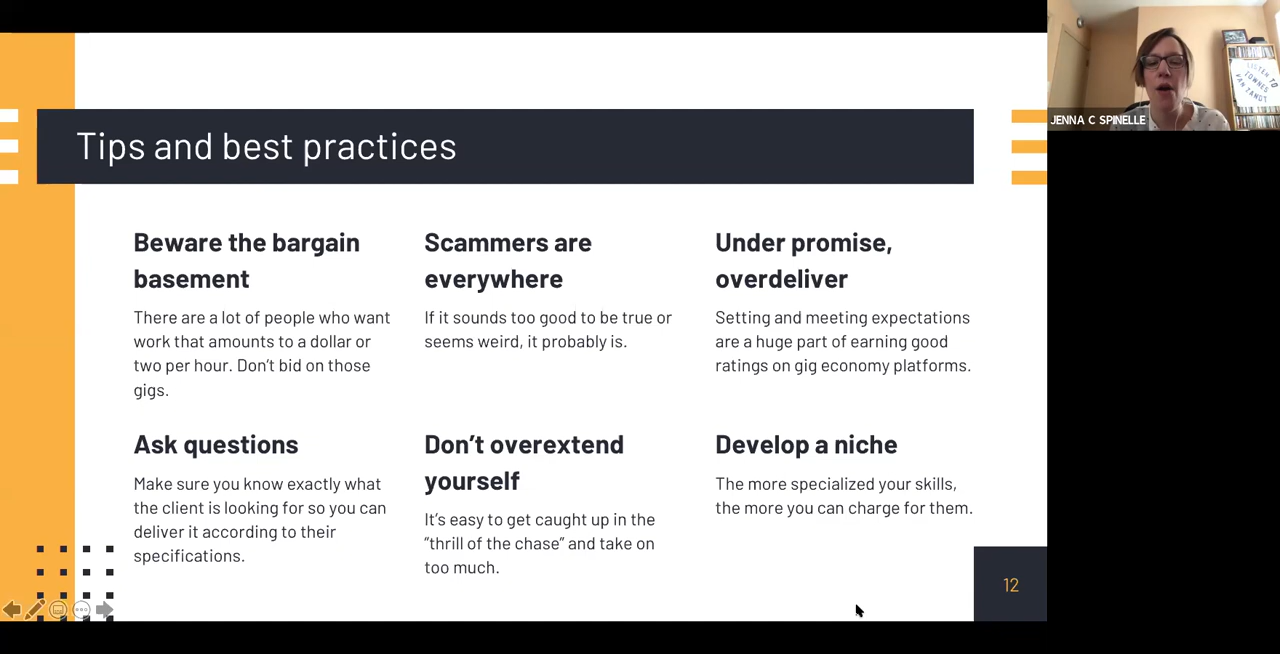 Tips and best practices
Beware the bargain
basement
There are a lot of people who want
work that amounts to a dollar or
two per hour. Don't bid on those
gigs.
Scammers are
everywhere
If it sounds too good to be true or
seems weird, it probably is.
Under promise,
overdeliver
Setting and meeting expectations
are a huge part of earning good
ratings on gig economy platforms.
Ask questions
Make sure you know exactly what
the client is looking for so you can
deliver it according to their
specifications.
Don't overextend
yourself
It's easy to get caught up in the
"thrill of the chase" and take on
too much.
Develop a niche
The more specialized your skills,
the more you can charge for them.
12
LISTEN TO
TOWNES
VAN ZANDT
JENNA C SPINELLE